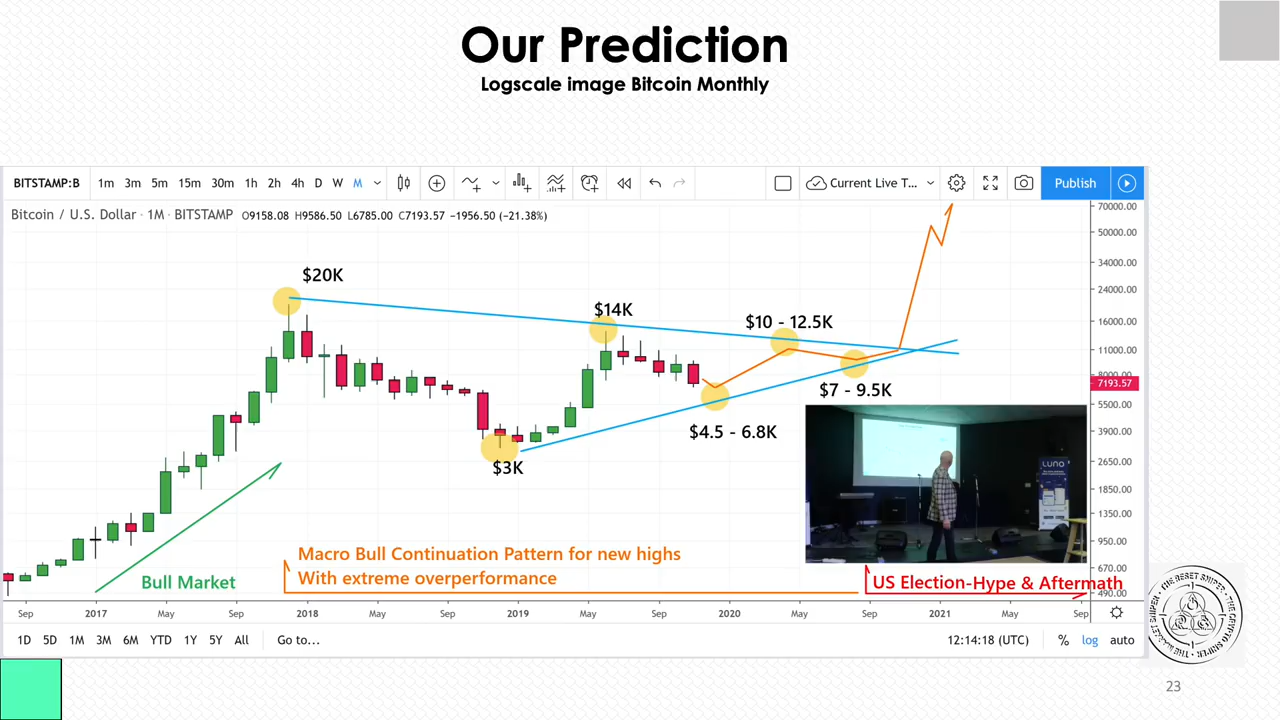 Our Prediction
Logscale image Bitcoin Monthly
BITSTAMP:B 1m 3m 5m 15m 30m 1h 2h 4h D W M Current Live T... Publish
Bitcoin / U.S. Dollar · 1M · BITSTAMP O9158.08 H9586.50 L6785.00 C7193.57 −1956.50 (−21.38%)
70000.00
50000.00
34000.00
24000.00
16000.00
11000.00
8000.00
7193.57
5500.00
3900.00
2650.00
1850.00
1350.00
950.00
670.00
490.00
$20K
$14K
$10 - 12.5K
$7 - 9.5K
$4.5 - 6.8K
$3K
LUNO
Bull Market
Macro Bull Continuation Pattern for new highs
With extreme overperformance
US Election-Hype & Aftermath
Sep 2017 May Sep 2018 May Sep 2019 May Sep 2020 May Sep 2021 May Sep
1D 5D 1M 3M 6M YTD 1Y 5Y All Go to... 12:14:18 (UTC) % log auto
THE CRYPTO SNIPER
23